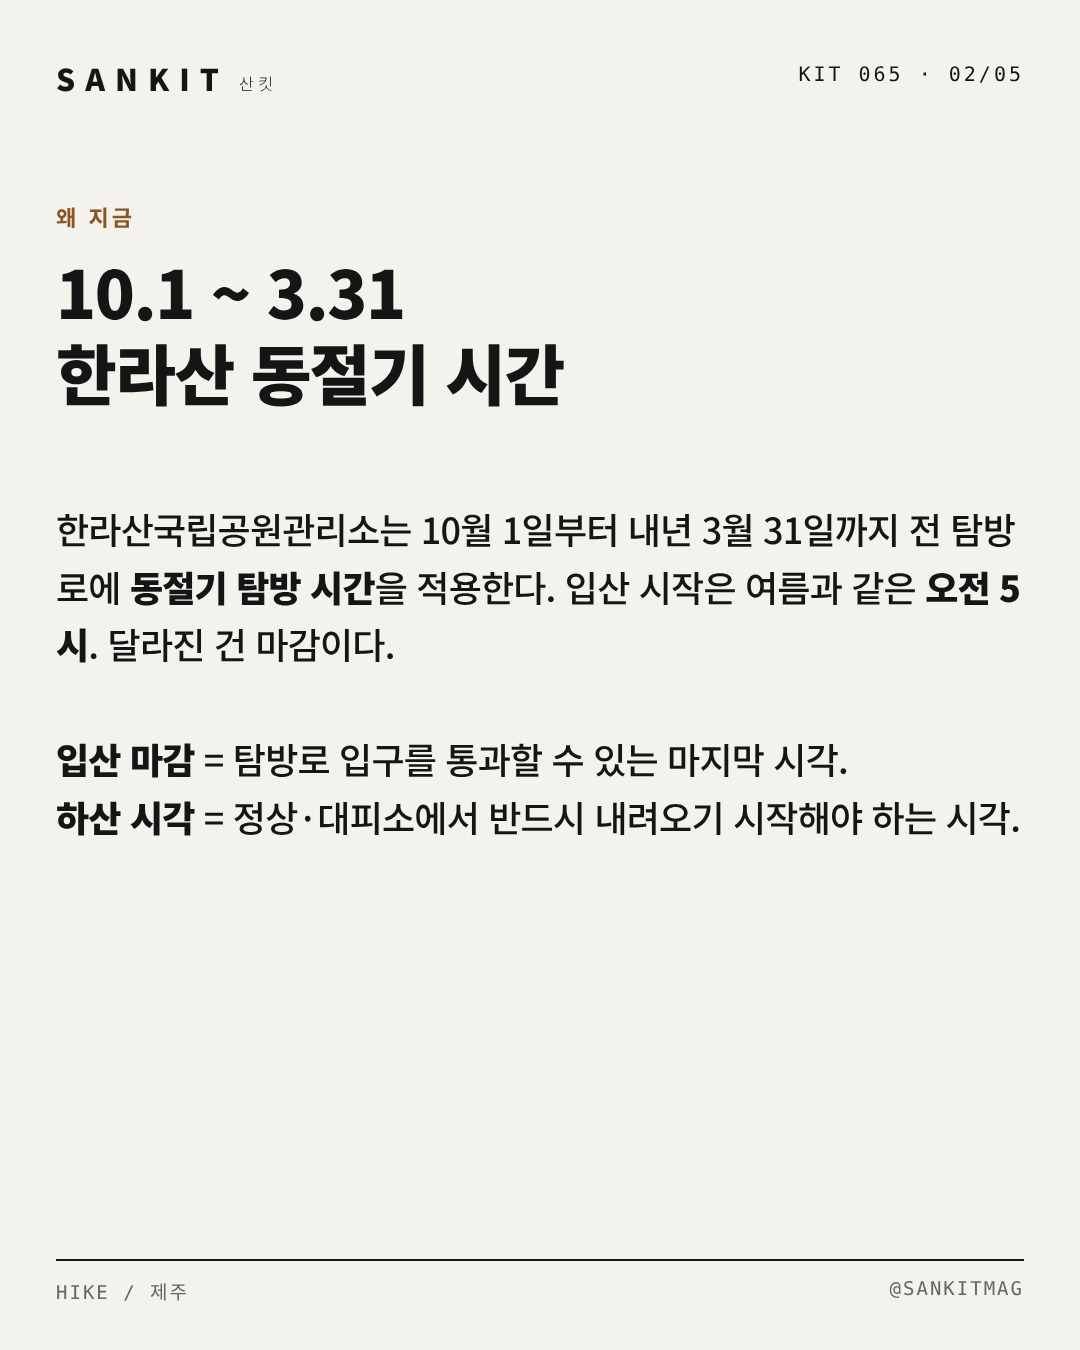 SANKIT 산킷
KIT 065 · 02/05
왜 지금
10.1 ~ 3.31
한라산 동절기 시간
한라산국립공원관리소는 10월 1일부터 내년 3월 31일까지 전 탐방
로에 동절기 탐방 시간을 적용한다. 입산 시작은 여름과 같은 오전 5
시. 달라진 건 마감이다.
입산 마감 = 탐방로 입구를 통과할 수 있는 마지막 시각.
하산 시각 = 정상·대피소에서 반드시 내려오기 시작해야 하는 시각.
HIKE / 제주
@SANKITMAG